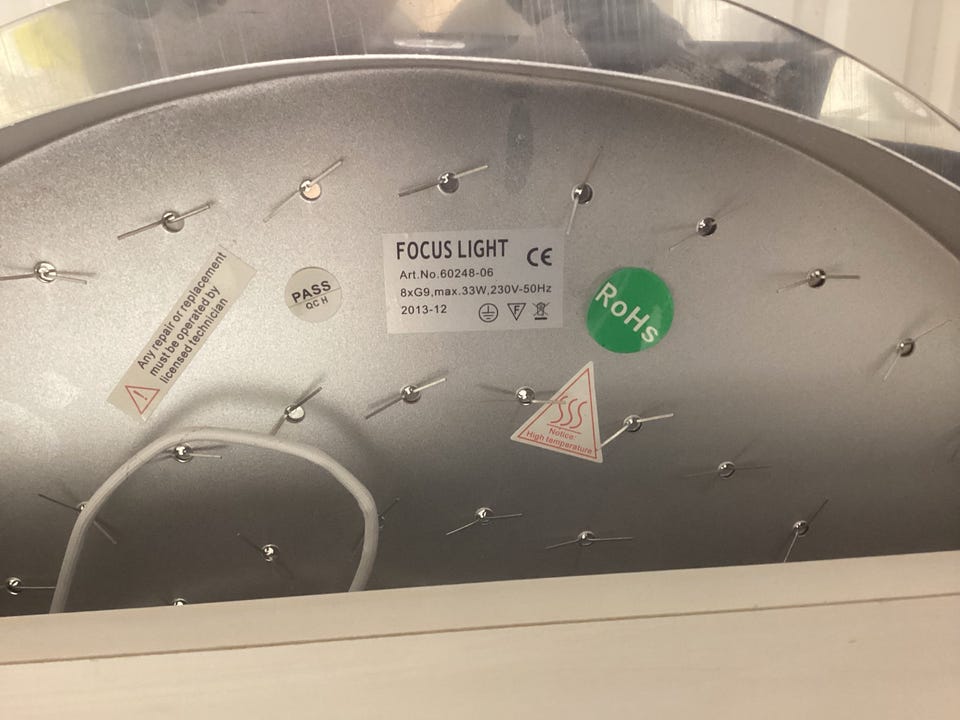 FOCUS LIGHT CE
Art.No.60248-06
8xG9,max.33W,230V-50Hz
2013-12 F
PASS
QC H
RoHs
Any repair or replacement
must be operated by
licensed technician
!
Notice:
High temperature